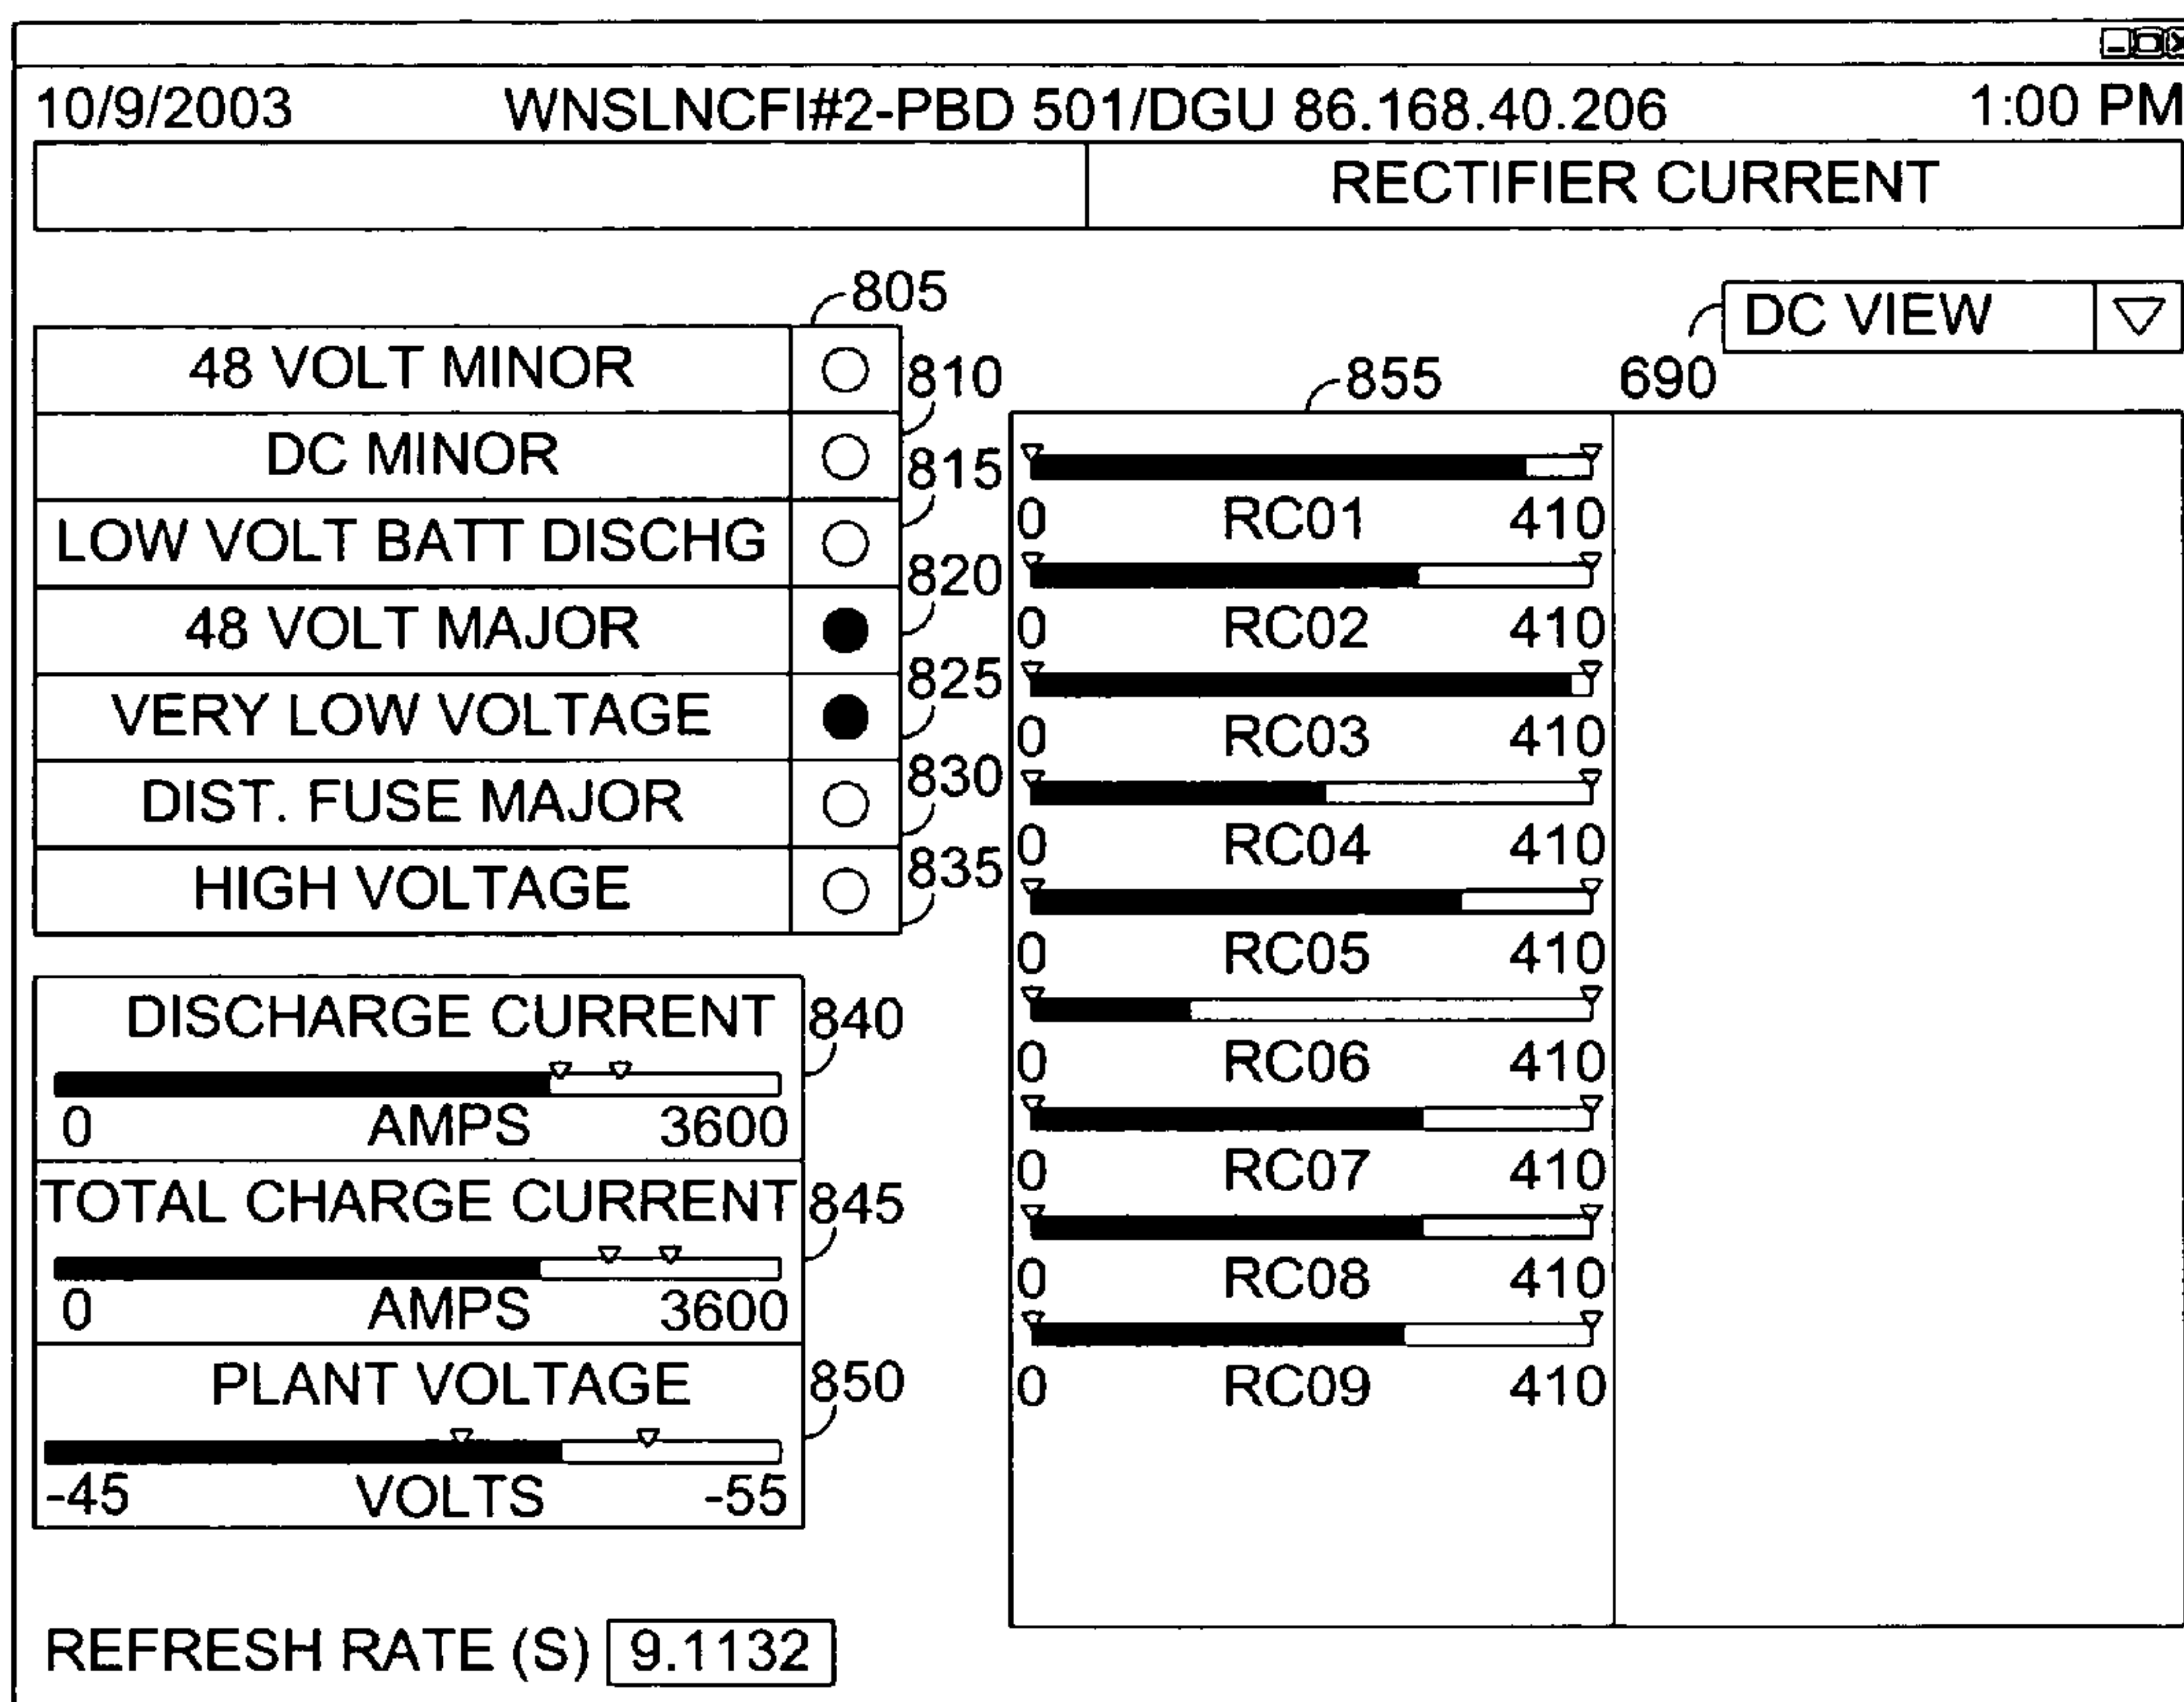 10/9/2003 WNSLNCFI#2-PBD 501/DGU 86.168.40.206 1:00 PM
RECTIFIER CURRENT
805
DC VIEW
690
48 VOLT MINOR
810
DC MINOR
815
LOW VOLT BATT DISCHG
820
48 VOLT MAJOR
825
VERY LOW VOLTAGE
830
DIST. FUSE MAJOR
835
HIGH VOLTAGE
DISCHARGE CURRENT
840
0 AMPS 3600
TOTAL CHARGE CURRENT
845
0 AMPS 3600
PLANT VOLTAGE
850
-45 VOLTS -55
855
0 RC01 410
0 RC02 410
0 RC03 410
0 RC04 410
0 RC05 410
0 RC06 410
0 RC07 410
0 RC08 410
0 RC09 410
REFRESH RATE (S) 9.1132